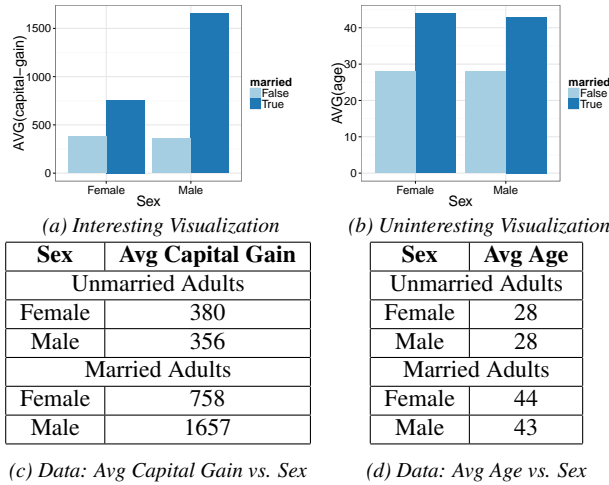 AVG(capital−gain)
1500
1000
500
0
Female Male
Sex
married
False
True
(a) Interesting Visualization
AVG(age)
40
30
20
10
0
Female Male
Sex
married
False
True
(b) Uninteresting Visualization
Sex Avg Capital Gain
Unmarried Adults
Female 380
Male 356
Married Adults
Female 758
Male 1657
(c) Data: Avg Capital Gain vs. Sex
Sex Avg Age
Unmarried Adults
Female 28
Male 28
Married Adults
Female 44
Male 43
(d) Data: Avg Age vs. Sex